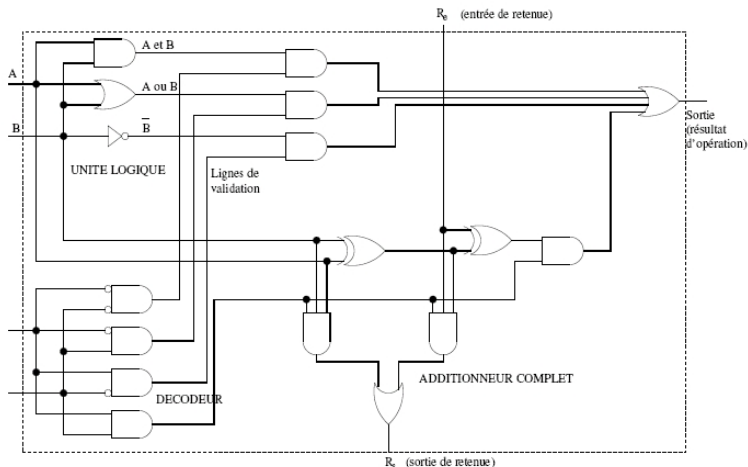 Re (entrée de retenue)
A et B
A
A ou B
B
B
Sortie
(résultat
d'opération)
UNITE LOGIQUE
Lignes de
validation
DECODEUR
ADDITIONNEUR COMPLET
(sortie de retenue)